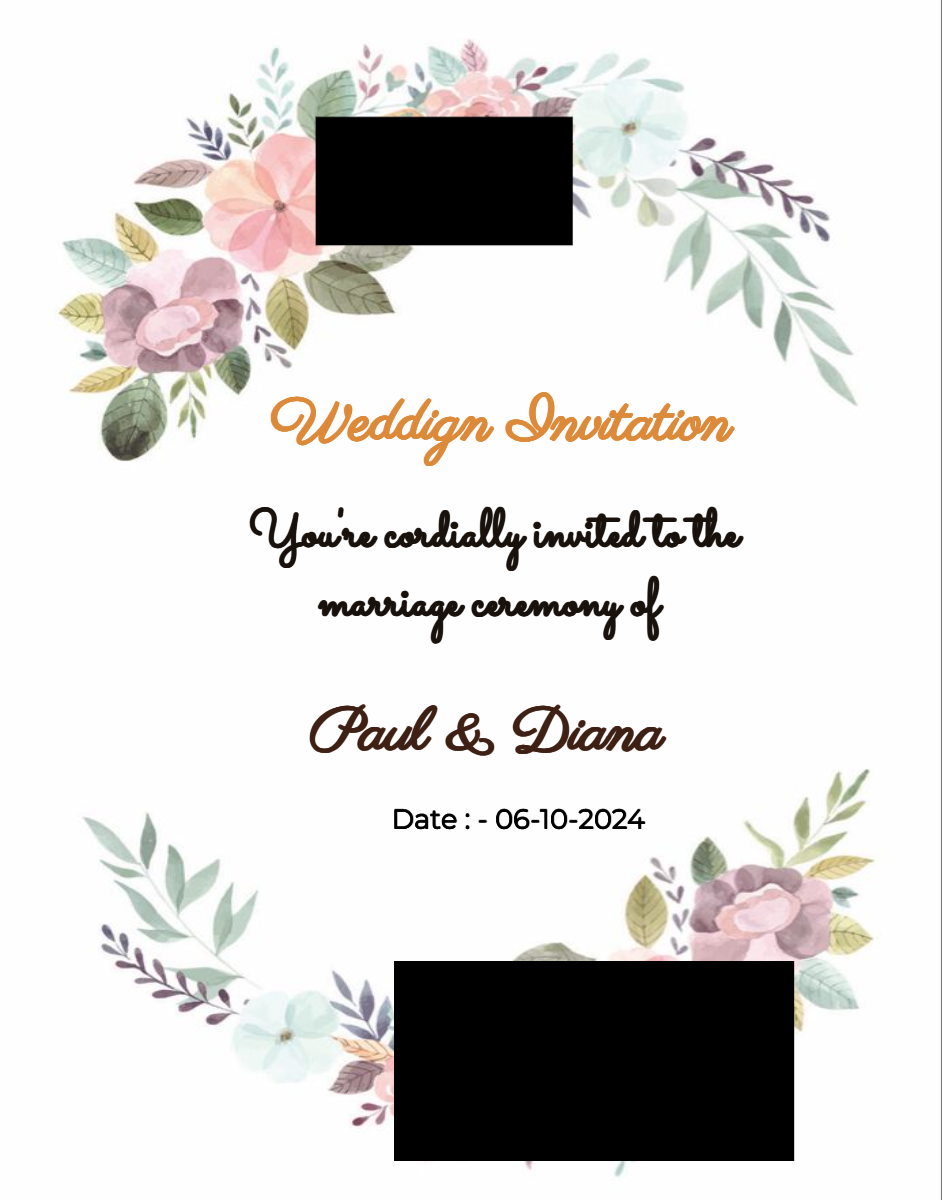 Weddign Invitation
You're cordially invited to the
marriage ceremony of
Paul & Diana
Date : - 06-10-2024